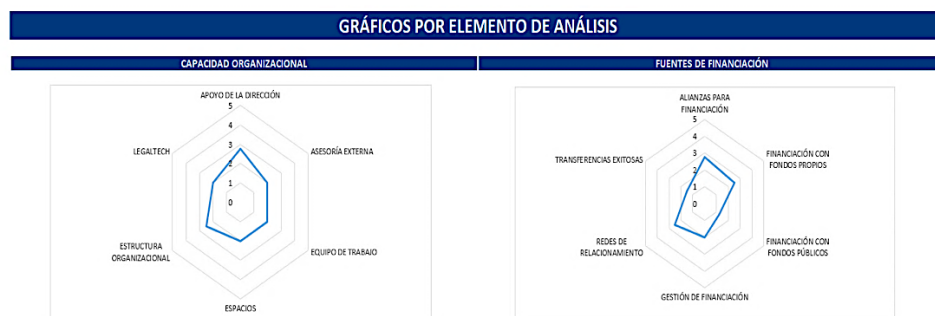 GRÁFICOS POR ELEMENTO DE ANÁLISIS
CAPACIDAD ORGANIZACIONAL
APOYO DE LA DIRECCIÓN
5
4
3
2
1
0
LEGALTECH
ASESORÍA EXTERNA
ESTRUCTURA
ORGANIZACIONAL
EQUIPO DE TRABAJO
ESPACIOS
FUENTES DE FINANCIACIÓN
ALIANZAS PARA
FINANCIACIÓN
5
4
3
2
1
0
TRANSFERENCIAS EXITOSAS
FINANCIACIÓN CON
FONDOS PROPIOS
REDES DE
RELACIONAMIENTO
FINANCIACIÓN CON
FONDOS PÚBLICOS
GESTIÓN DE FINANCIACIÓN